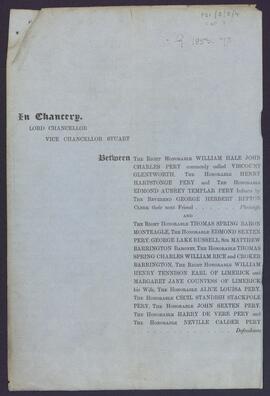 P51/2/2/4
1853. P.
In Chancery.
LORD CHANCELLOR
VICE CHANCELLOR STUART
Between THE RIGHT HONORABLE WILLIAM HALE JOHN
CHARLES PERY commonly called VISCOUNT
GLENTWORTH, THE HONORABLE HENRY
HARTSTONGE PERY and THE HONORABLE
EDMOND AUBREY TEMPLAR PERY Infants by
THE REVEREND GEORGE HERBERT REPTON
CLERK their next Friend Plaintiffs
AND
THE RIGHT HONORABLE THOMAS SPRING BARON
MONTEAGLE, THE HONORABLE EDMOND SEXTEN
PERY, GEORGE LAKE RUSSELL, SIR MATTHEW
BARRINGTON BARONET, THE HONORABLE THOMAS
SPRING CHARLES WILLIAM RICE and CROKER
BARRINGTON, THE RIGHT HONORABLE WILLIAM
HENRY TENNISON EARL OF LIMERICK and
MARGARET JANE COUNTESS OF LIMERICK
his Wife, THE HONORABLE ALICE LOUISA PERY,
THE HONORABLE CECIL STANDISH STACKPOLE
PERY, THE HONORABLE JOHN SEXTEN PERY,
THE HONORABLE HARRY DE VERE PERY and
THE HONORABLE NEVILLE CALDER PERY
Defendants